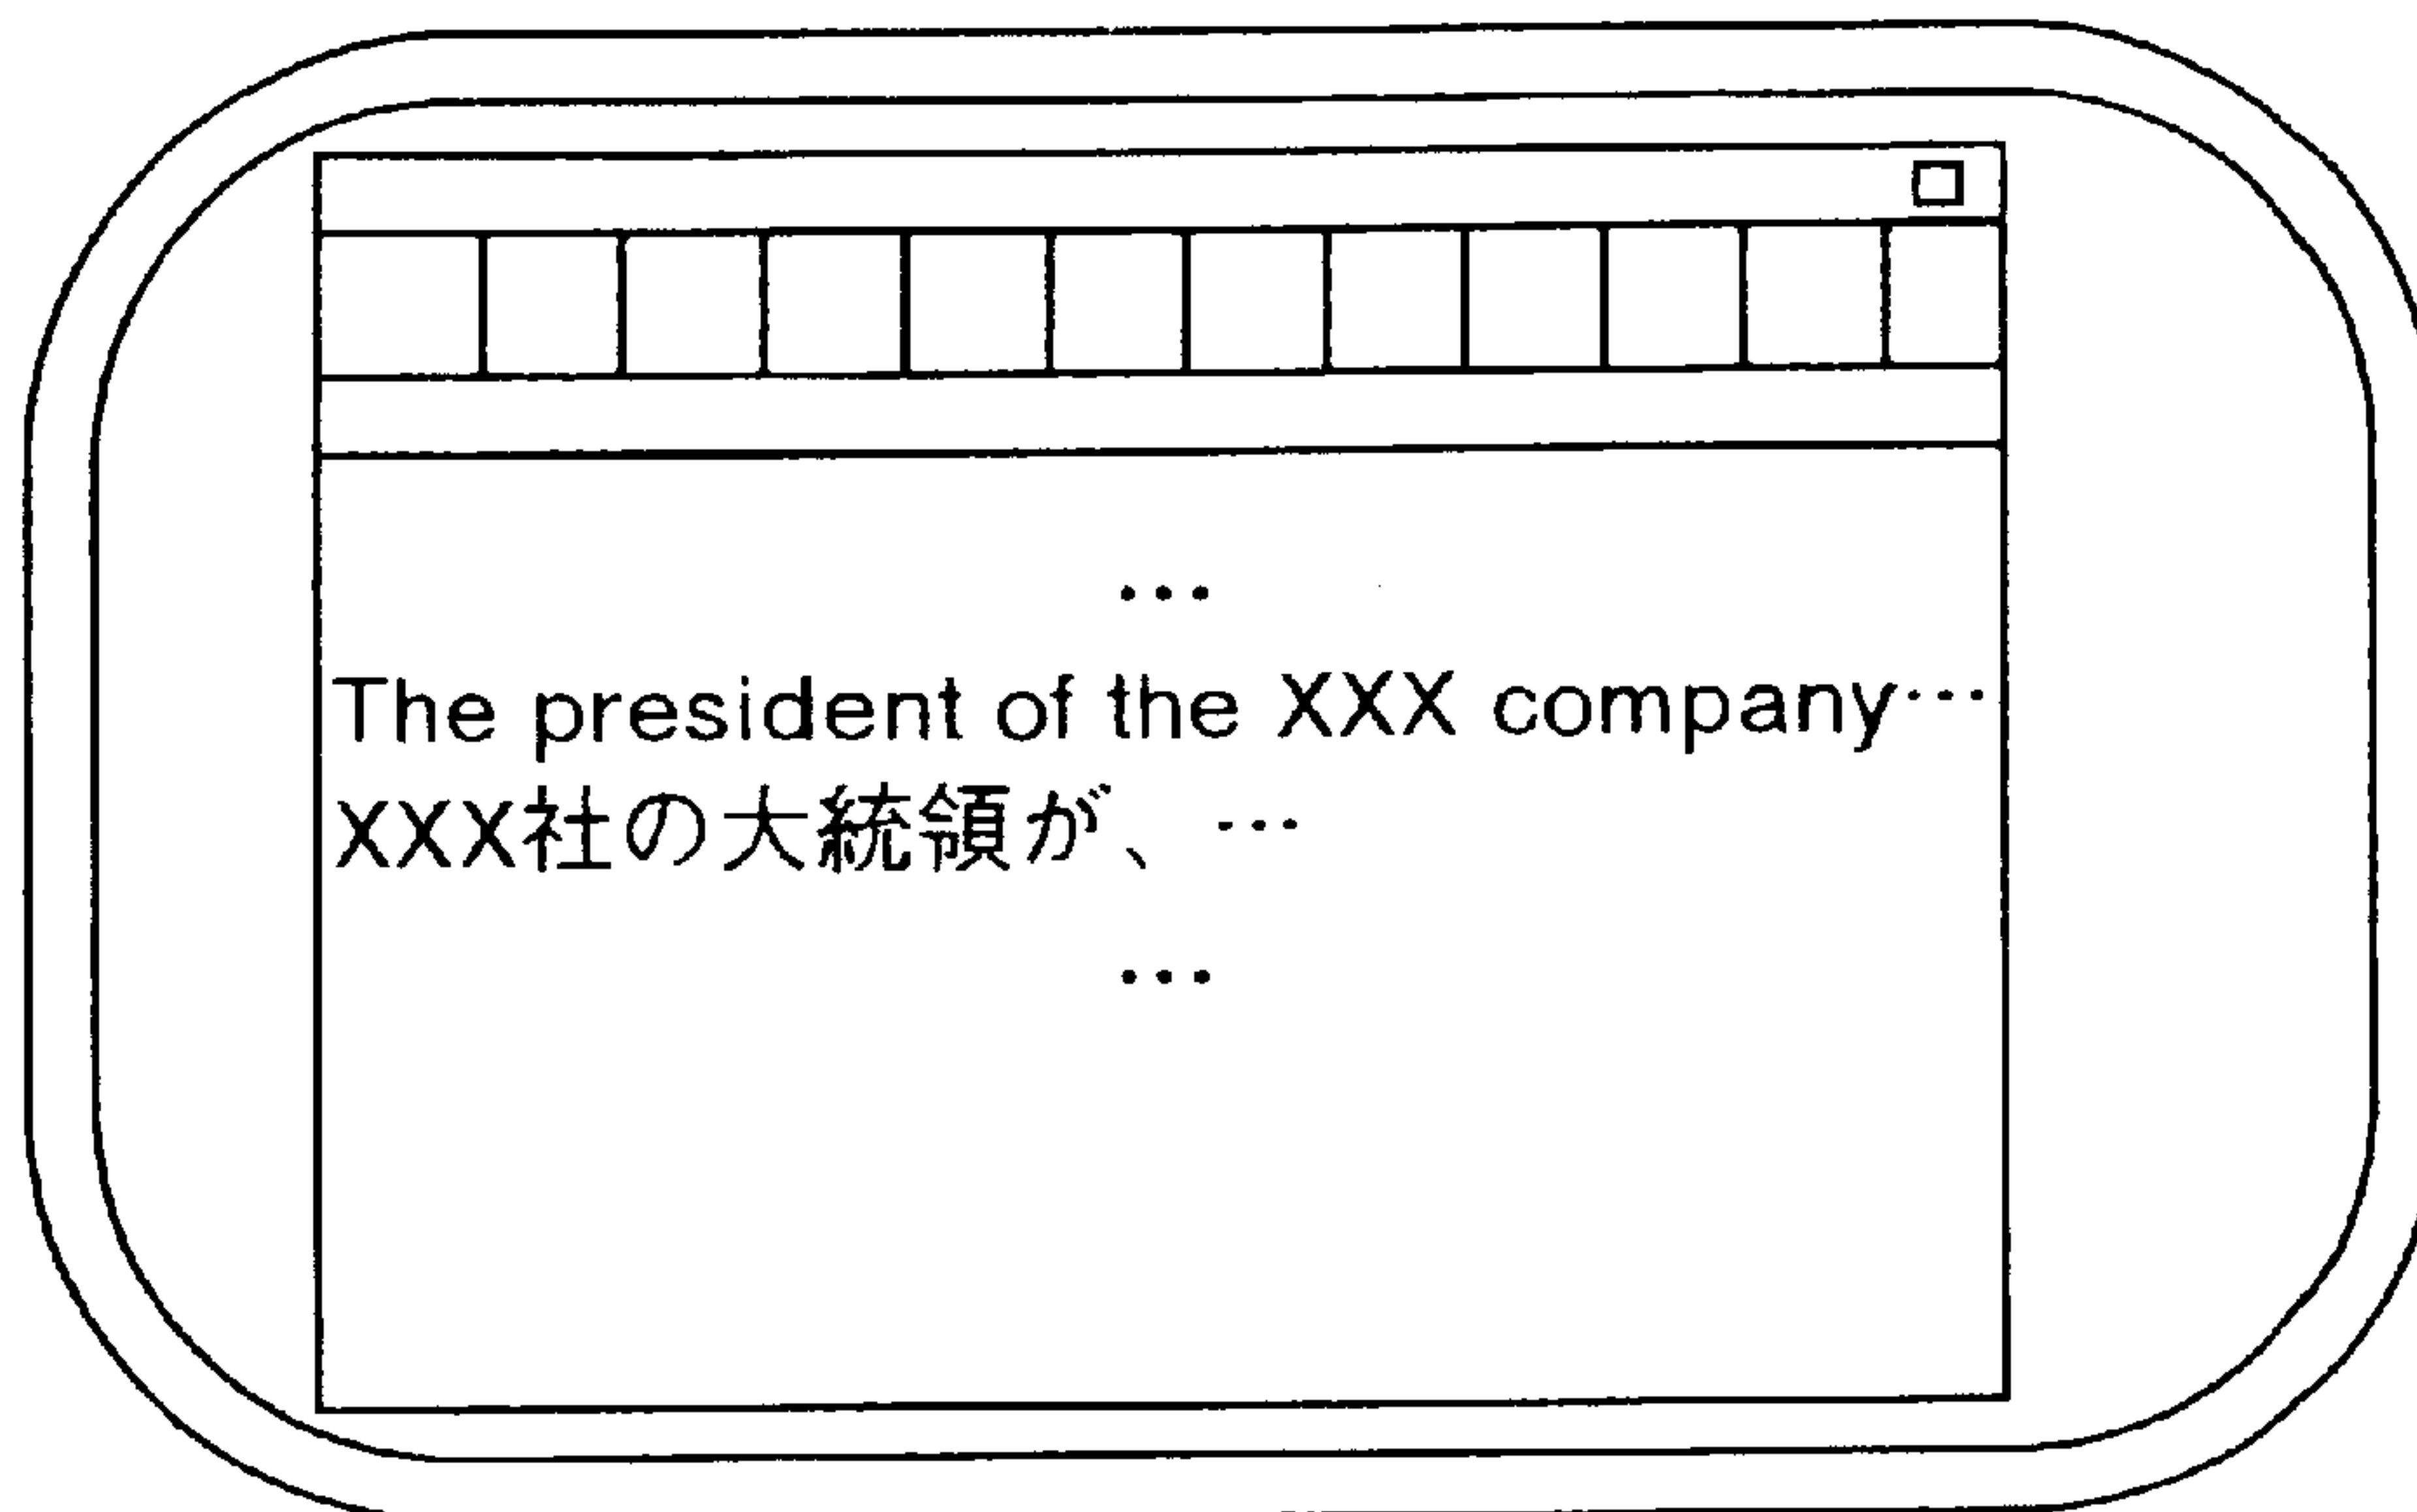 ...
The president of the XXX company...
XXX社の大統領が、 ...
...